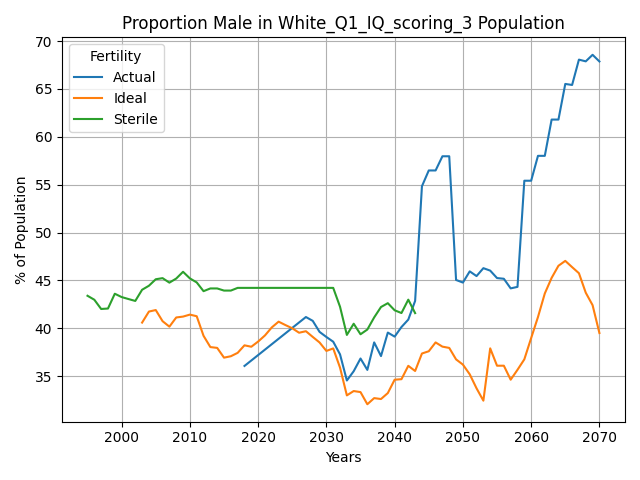 Proportion Male in White_Q1_IQ_scoring_3 Population
70
65
60
55
50
45
40
35
% of Population
Fertility
Actual
Ideal
Sterile
2000 2010 2020 2030 2040 2050 2060 2070
Years